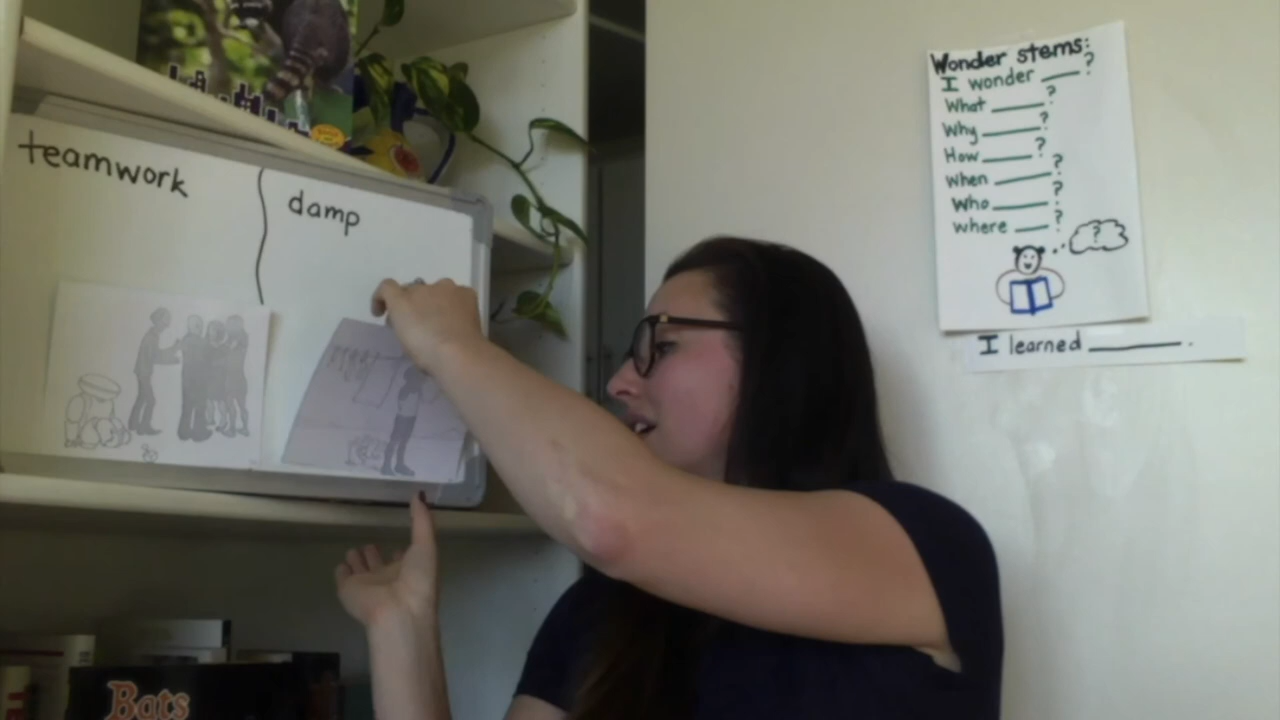 teamwork
damp
Wonder stems:
I wonder ___?
What ___?
Why ___?
How ___?
When ___?
Who ___?
where ___?
?
I learned ___.
Bats